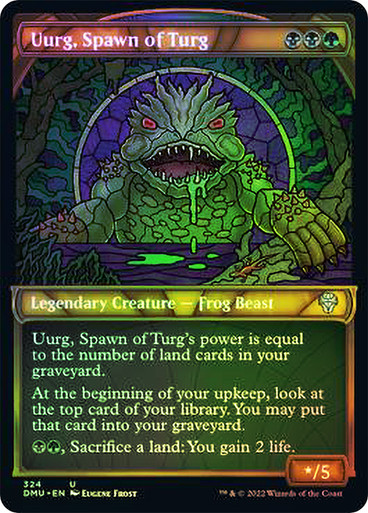 Uurg, Spawn of Turg
Legendary Creature — Frog Beast
Uurg, Spawn of Turg's power is equal
to the number of land cards in your
graveyard.
At the beginning of your upkeep, look at
the top card of your library. You may put
that card into your graveyard.
, Sacrifice a land: You gain 2 life.
*/5
324 U
DMU • EN Eugene Frost
™ & © 2022 Wizards of the Coast